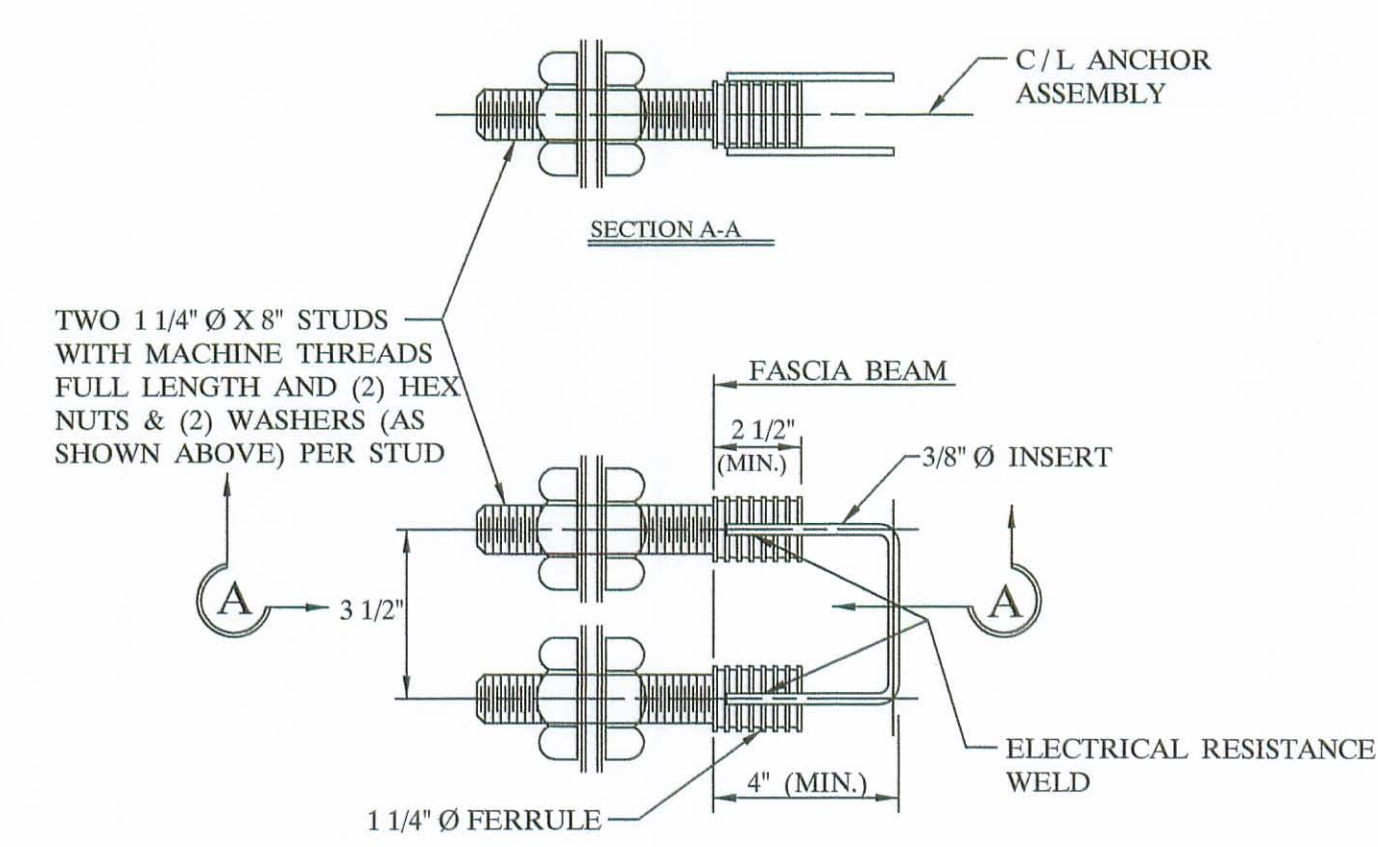 C / L ANCHOR
ASSEMBLY
SECTION A-A
TWO 1 1/4" Ø X 8" STUDS
WITH MACHINE THREADS
FULL LENGTH AND (2) HEX
NUTS & (2) WASHERS (AS
SHOWN ABOVE) PER STUD
FASCIA BEAM
2 1/2"
(MIN.)
3/8" Ø INSERT
A
3 1/2"
A
ELECTRICAL RESISTANCE
WELD
4" (MIN.)
1 1/4" Ø FERRULE